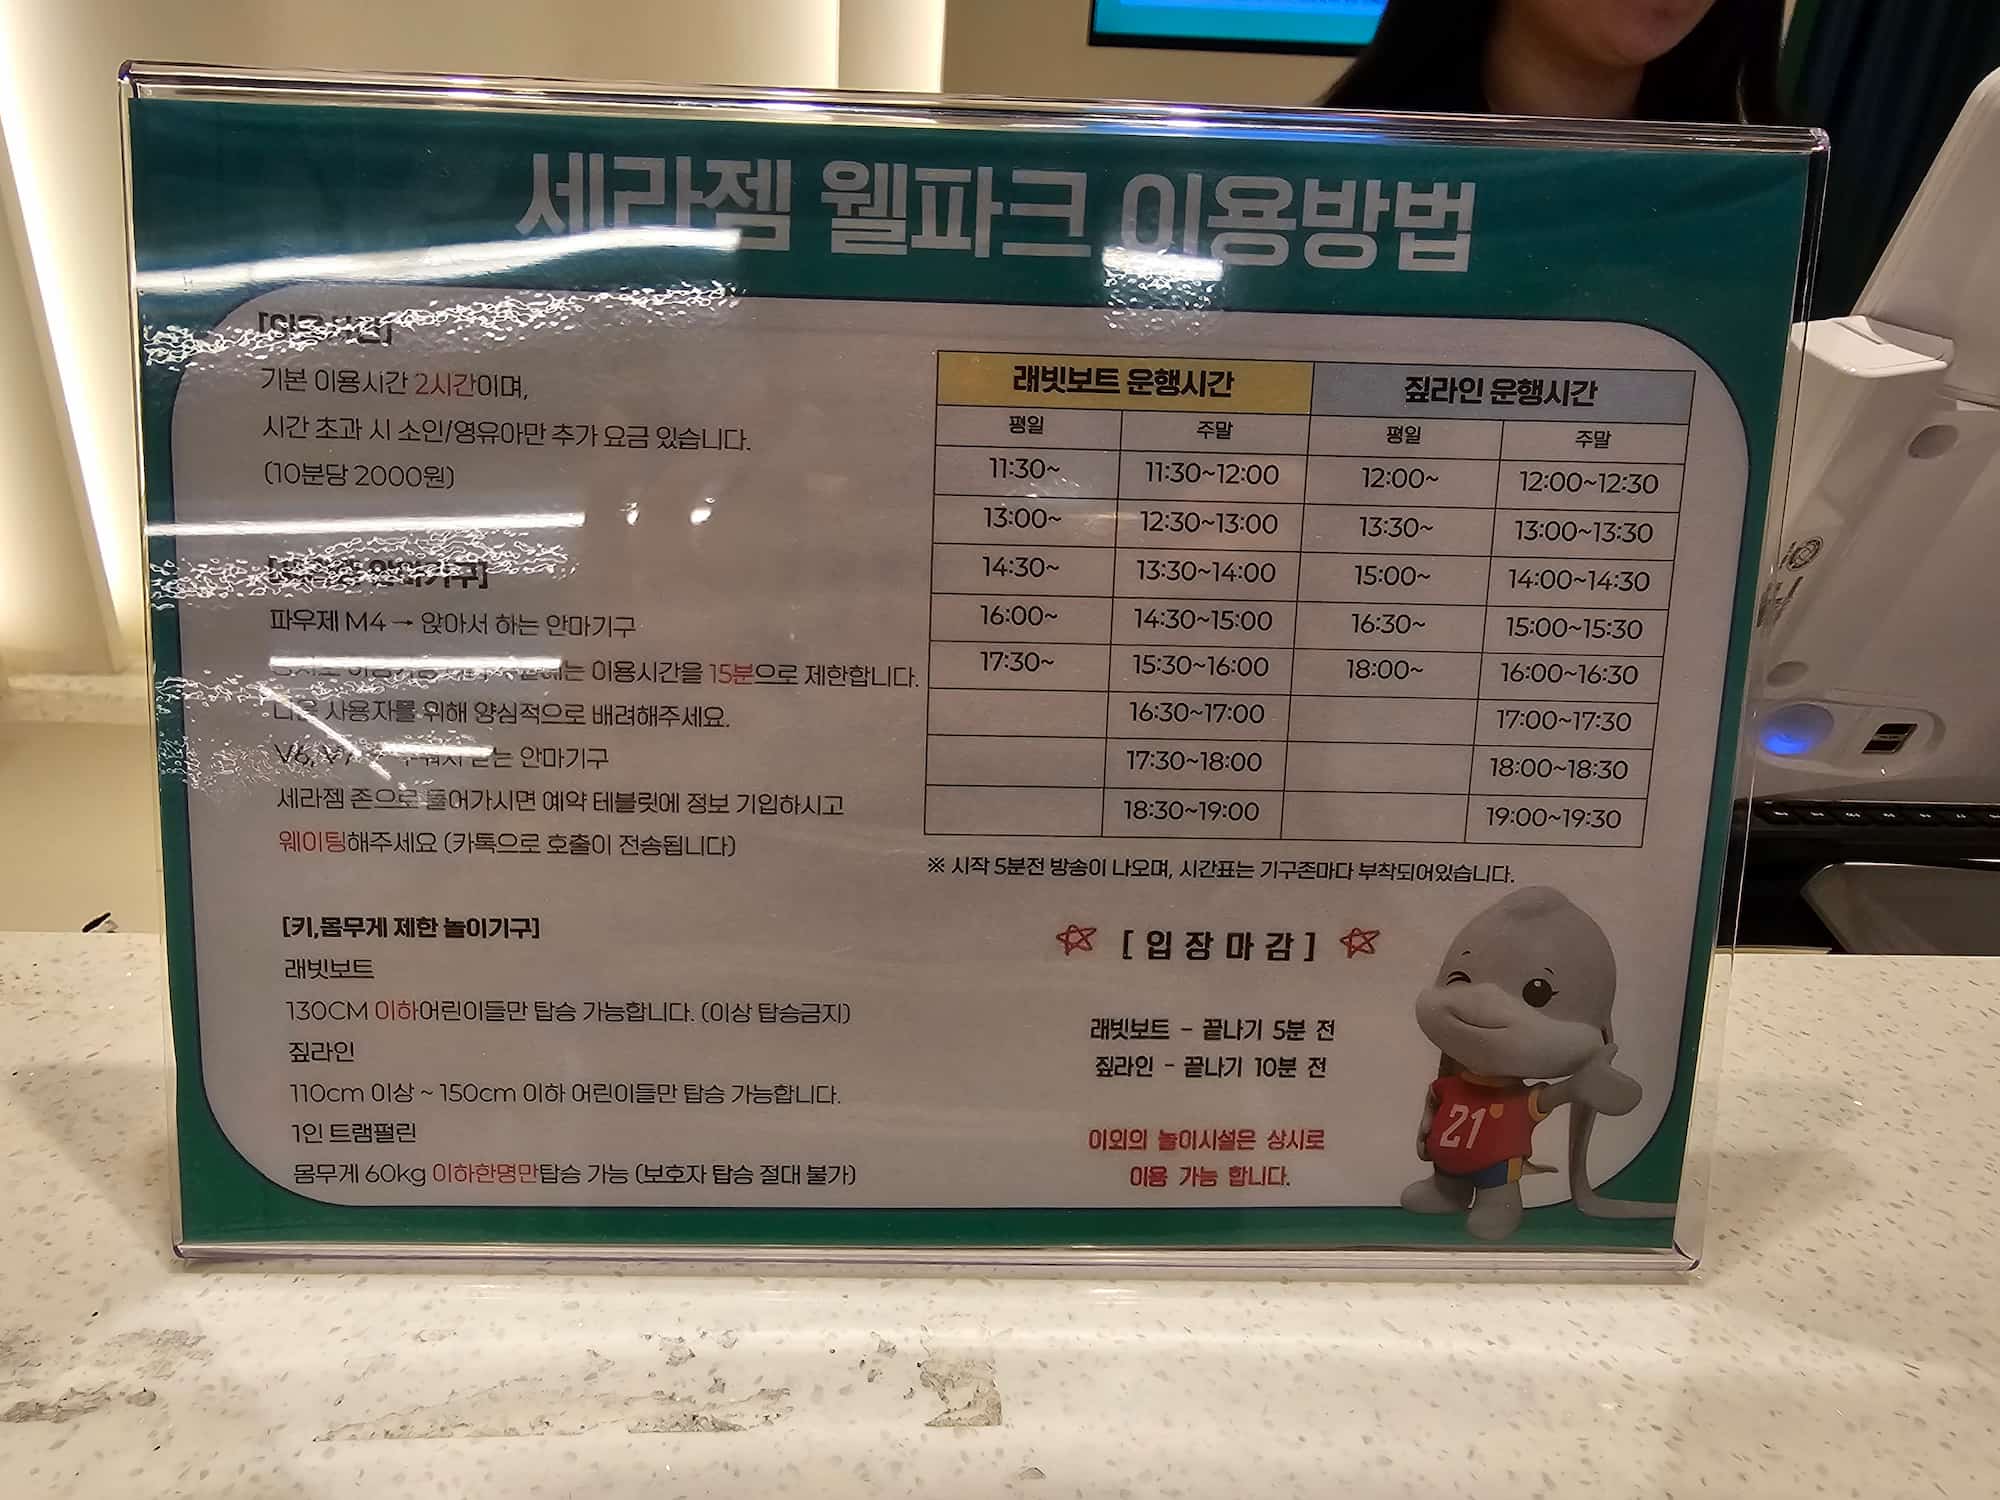 세라젬 웰파크 이용방법
[이용시간]
기본 이용시간 2시간이며,
시간 초과 시 소인/영유아만 추가 요금 있습니다.
(10분당 2000원)
안마기구]
파우제 M4 → 앉아서 하는 안마기구
이용시간을 15분으로 제한합니다.
다른 사용자를 위해 양심적으로 배려해주세요.
V6, V7 안마기구
세라젬 존으로 들어가시면 예약 테블릿에 정보 기입하시고
웨이팅해주세요 (카톡으로 호출이 전송됩니다)
[키,몸무게 제한 놀이기구]
래빗보트
130CM 이하어린이들만 탑승 가능합니다. (이상 탑승금지)
짚라인
110cm 이상 ~ 150cm 이하 어린이들만 탑승 가능합니다.
1인 트램펄린
몸무게 60kg 이하한명만탑승 가능 (보호자 탑승 절대 불가)
래빗보트 운행시간 짚라인 운행시간
평일 주말 평일 주말
11:30~ 11:30~12:00 12:00~ 12:00~12:30
13:00~ 12:30~13:00 13:30~ 13:00~13:30
14:30~ 13:30~14:00 15:00~ 14:00~14:30
16:00~ 14:30~15:00 16:30~ 15:00~15:30
17:30~ 15:30~16:00 18:00~ 16:00~16:30
16:30~17:00 17:00~17:30
17:30~18:00 18:00~18:30
18:30~19:00 19:00~19:30
※ 시작 5분전 방송이 나오며, 시간표는 기구존마다 부착되어있습니다.
[입장마감]
래빗보트 - 끝나기 5분 전
짚라인 - 끝나기 10분 전
이외의 놀이시설은 상시로
이용 가능 합니다.
21